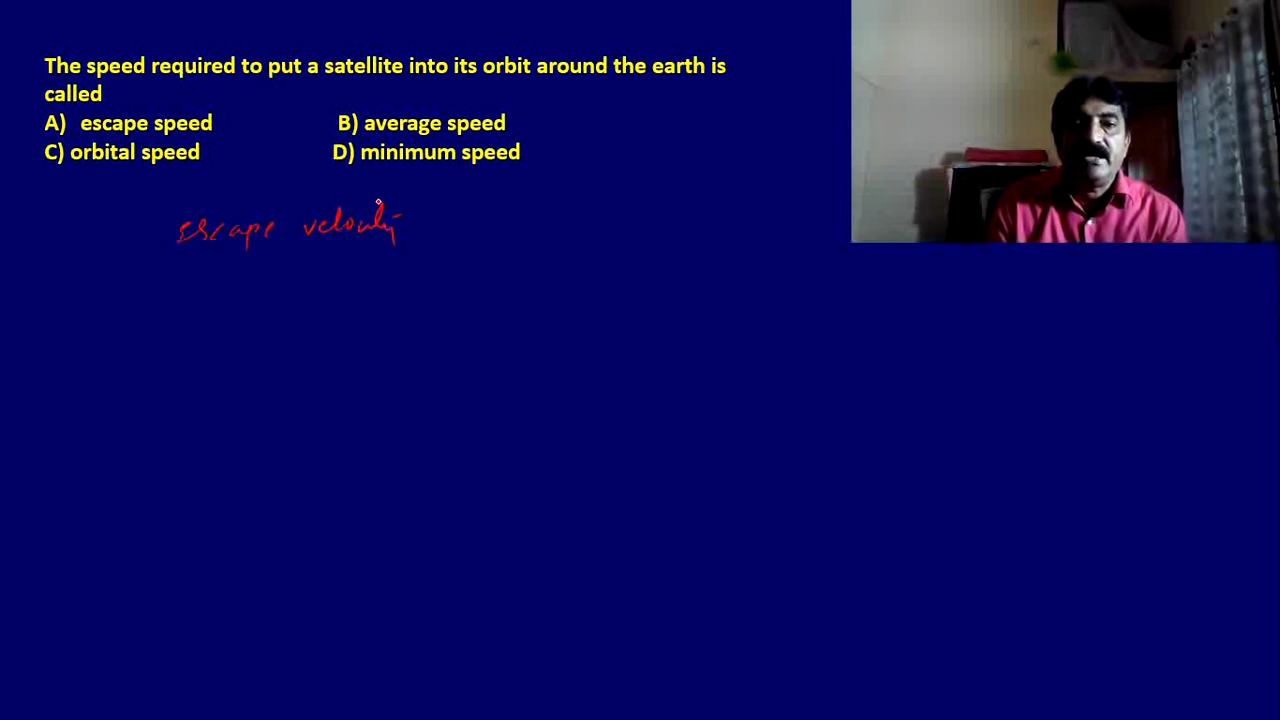 The speed required to put a satellite into its orbit around the earth is
called
A) escape speed B) average speed
C) orbital speed D) minimum speed
escape velocity